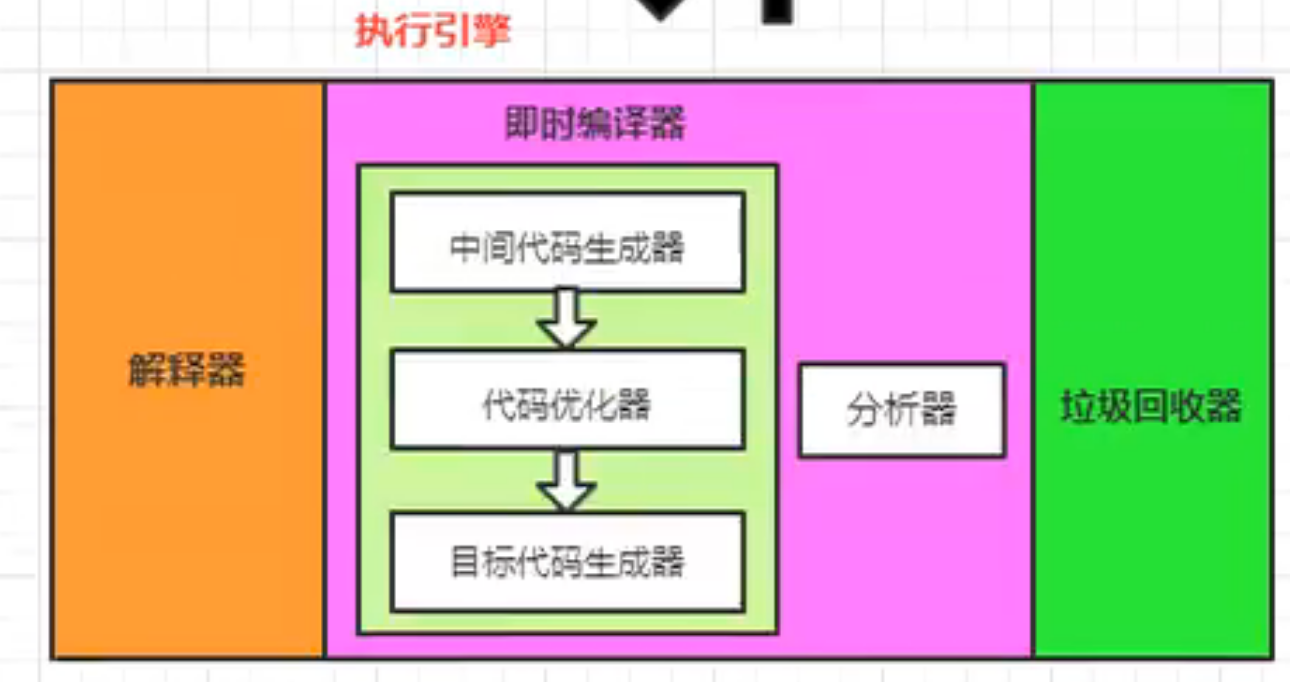 执行引擎
即时编译器
中间代码生成器
解释器
代码优化器
分析器
垃圾回收器
目标代码生成器